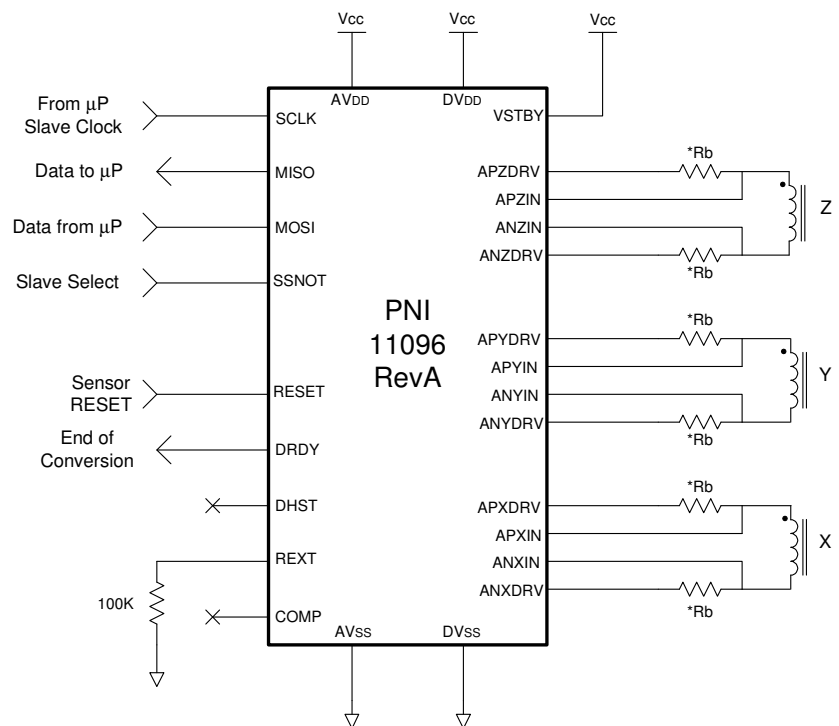 Vcc
Vcc
Vcc
AVDD
DVDD
From µP
Slave Clock
SCLK
VSTBY
Data to µP
MISO
Data from µP
MOSI
Slave Select
SSNOT
PNI
11096
RevA
Sensor
RESET
RESET
End of
Conversion
DRDY
DHST
REXT
100K
COMP
AVSS
DVSS
APZDRV
*Rb
APZIN
ANZIN
ANZDRV
*Rb
Z
APYDRV
*Rb
APYIN
ANYIN
ANYDRV
*Rb
Y
APXDRV
*Rb
APXIN
ANXIN
ANXDRV
*Rb
X